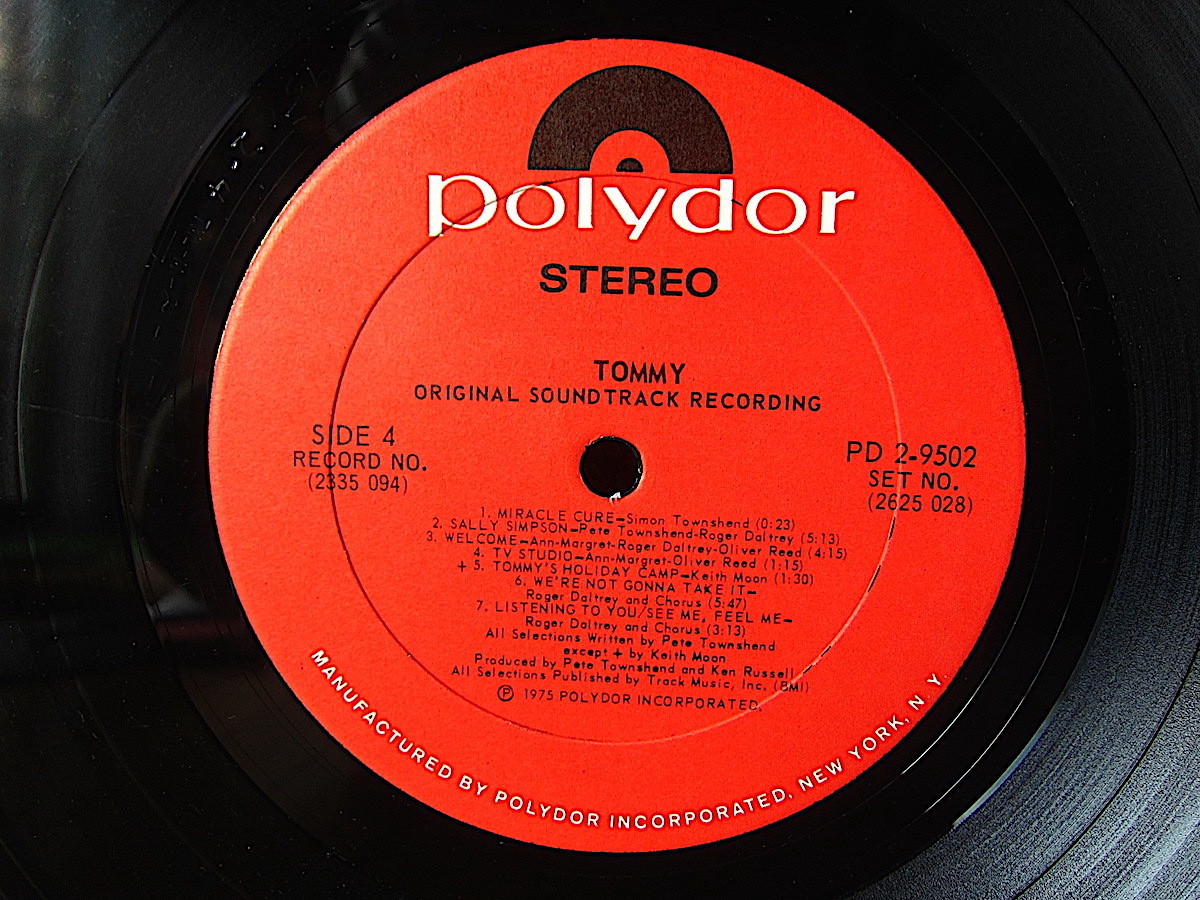 polydor
STEREO
TOMMY
ORIGINAL SOUNDTRACK RECORDING
SIDE 4
RECORD NO.
(2335 094)
PD 2-9502
SET NO.
(2625 028)
1. MIRACLE CURE—Simon Townshend (0:23)
2. SALLY SIMPSON—Pete Townshend-Roger Daltrey (5:13)
3. WELCOME—Ann-Margret-Roger Daltrey-Oliver Reed (4:15)
4. TV STUDIO—Ann-Margret-Oliver Reed (1:15)
+ 5. TOMMY'S HOLIDAY CAMP—Keith Moon (1:30)
6. WE'RE NOT GONNA TAKE IT—
Roger Daltrey and Chorus (5:47)
7. LISTENING TO YOU/SEE ME, FEEL ME—
Roger Daltrey and Chorus (3:13)
All Selections Written by Pete Townshend
except + by Keith Moon
Produced by Pete Townshend and Ken Russell
All Selections Published by Track Music, Inc. (BMI)
℗ 1975 POLYDOR INCORPORATED.
MANUFACTURED BY POLYDOR INCORPORATED, NEW YORK, N.Y.